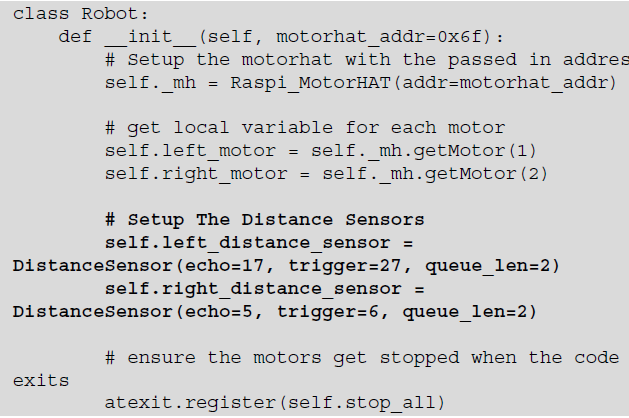 class Robot:
    def __init__(self, motorhat_addr=0x6f):
        # Setup the motorhat with the passed in addres
        self._mh = Raspi_MotorHAT(addr=motorhat_addr)

        # get local variable for each motor
        self.left_motor = self._mh.getMotor(1)
        self.right_motor = self._mh.getMotor(2)

        # Setup The Distance Sensors
        self.left_distance_sensor =
DistanceSensor(echo=17, trigger=27, queue_len=2)
        self.right_distance_sensor =
DistanceSensor(echo=5, trigger=6, queue_len=2)

        # ensure the motors get stopped when the code
exits
        atexit.register(self.stop_all)